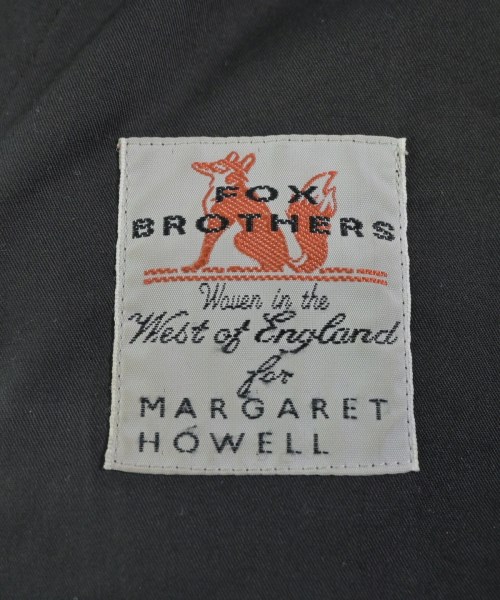 FOX
BROTHERS
Woven in the
West of England
for
MARGARET
HOWELL